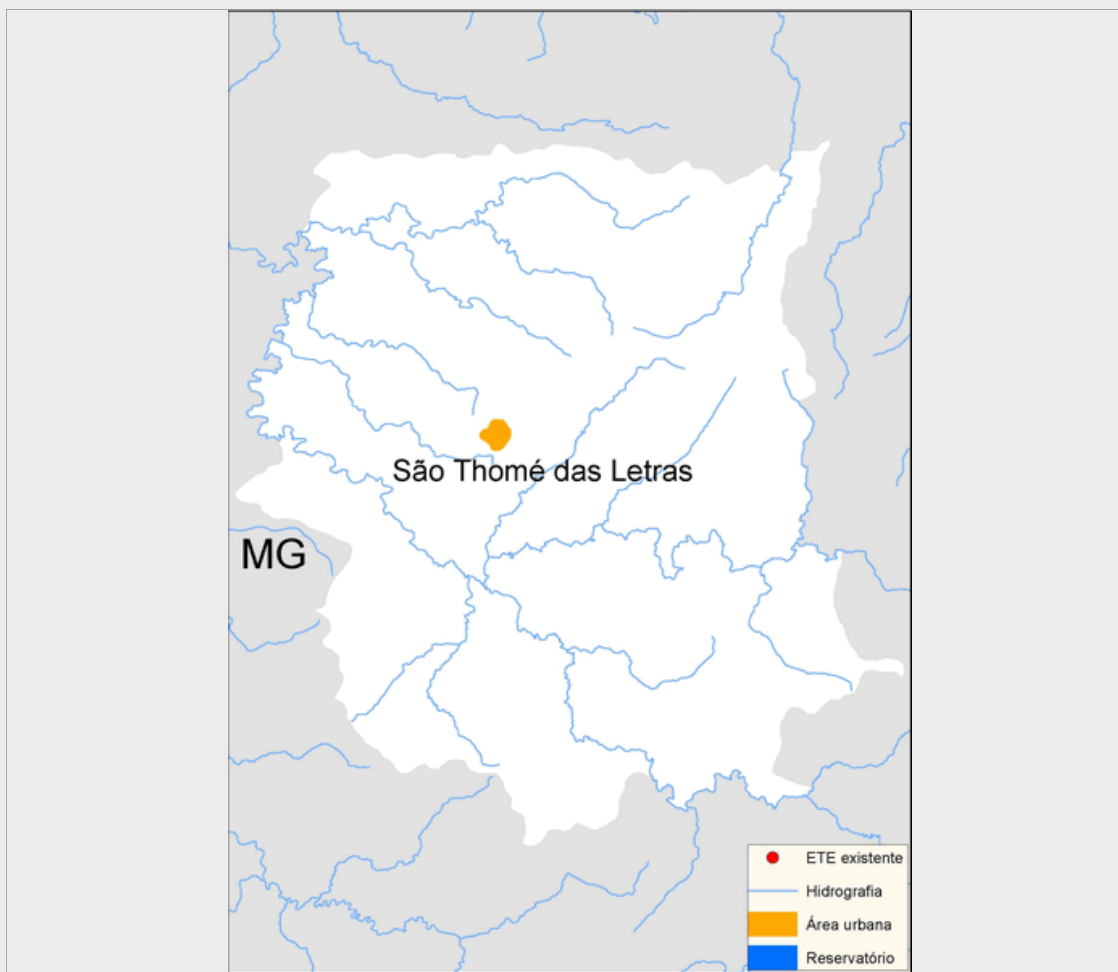 São Thomé das Letras
MG
ETE existente
Hidrografia
Área urbana
Reservatório